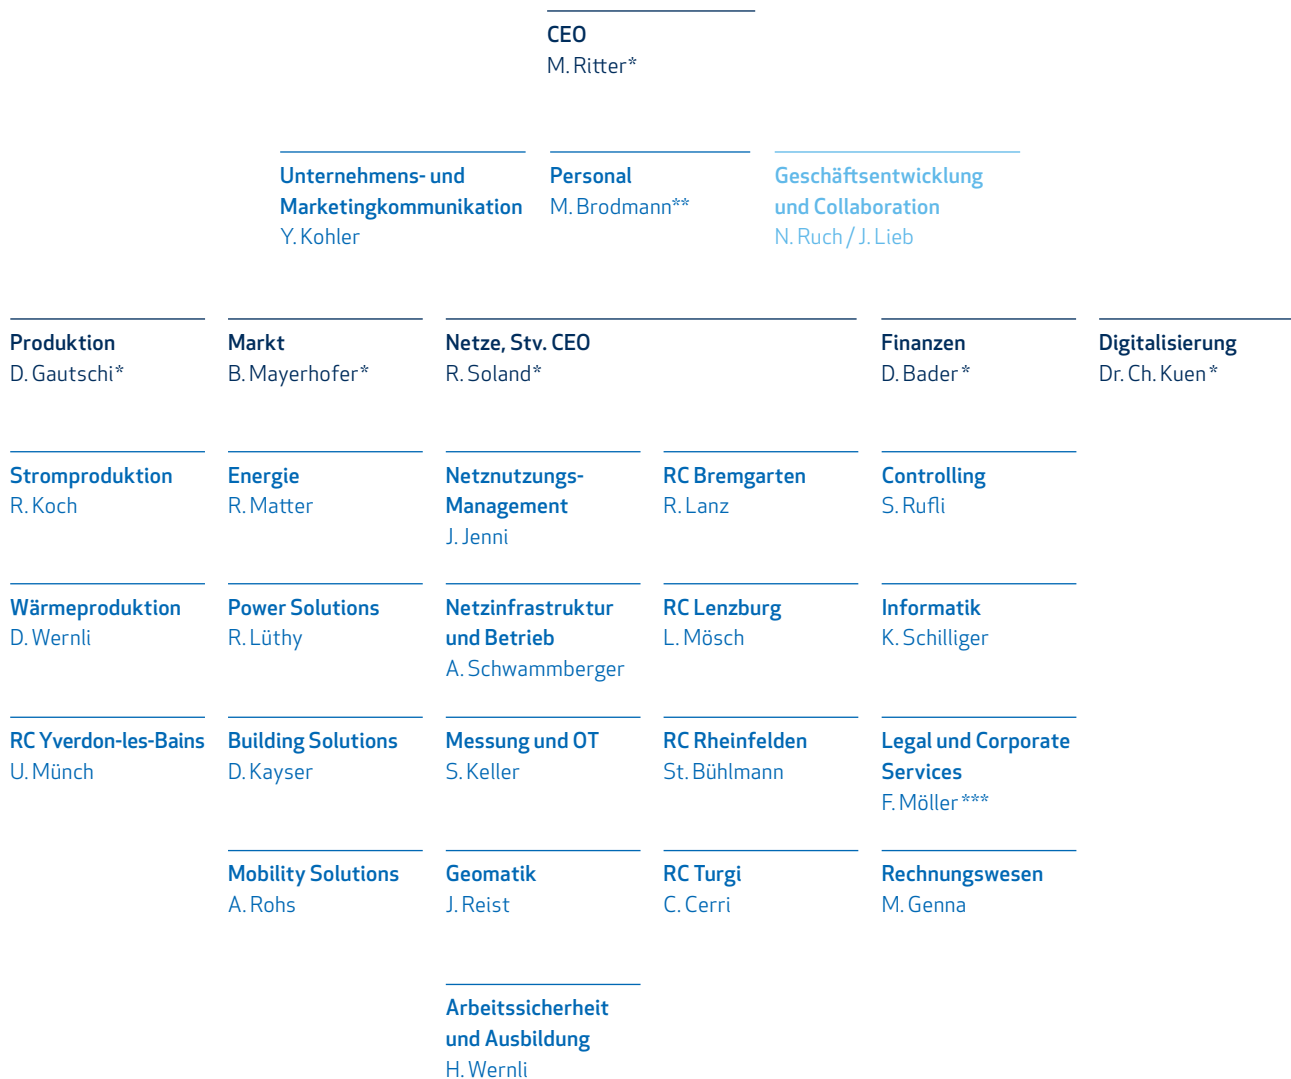 CEO
M. Ritter*
Unternehmens- und
Marketingkommunikation
Y. Kohler
Personal
M. Brodmann**
Geschäftsentwicklung
und Collaboration
N. Ruch / J. Lieb
Produktion
D. Gautschi*
Markt
B. Mayerhofer*
Netze, Stv. CEO
R. Soland*
Finanzen
D. Bader*
Digitalisierung
Dr. Ch. Kuen*
Stromproduktion
R. Koch
Energie
R. Matter
Netznutzungs-
Management
J. Jenni
RC Bremgarten
R. Lanz
Controlling
S. Rufli
Wärmeproduktion
D. Wernli
Power Solutions
R. Lüthy
Netzinfrastruktur
und Betrieb
A. Schwammberger
RC Lenzburg
L. Mösch
Informatik
K. Schilliger
RC Yverdon-les-Bains
U. Münch
Building Solutions
D. Kayser
Messung und OT
S. Keller
RC Rheinfelden
St. Bühlmann
Legal und Corporate
Services
F. Möller***
Mobility Solutions
A. Rohs
Geomatik
J. Reist
RC Turgi
C. Cerri
Rechnungswesen
M. Genna
Arbeitssicherheit
und Ausbildung
H. Wernli